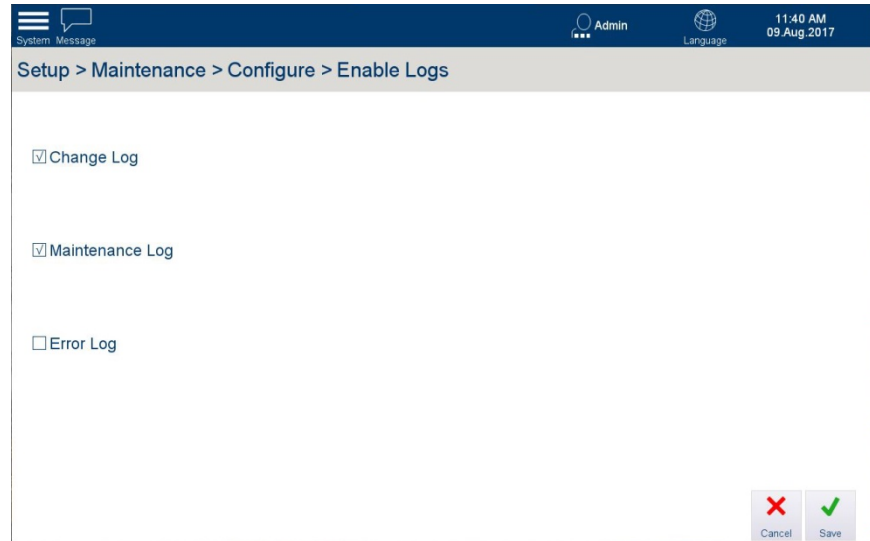 System Message Admin Language 11:40 AM
09.Aug.2017
Setup > Maintenance > Configure > Enable Logs
Change Log
Maintenance Log
Error Log
Cancel Save